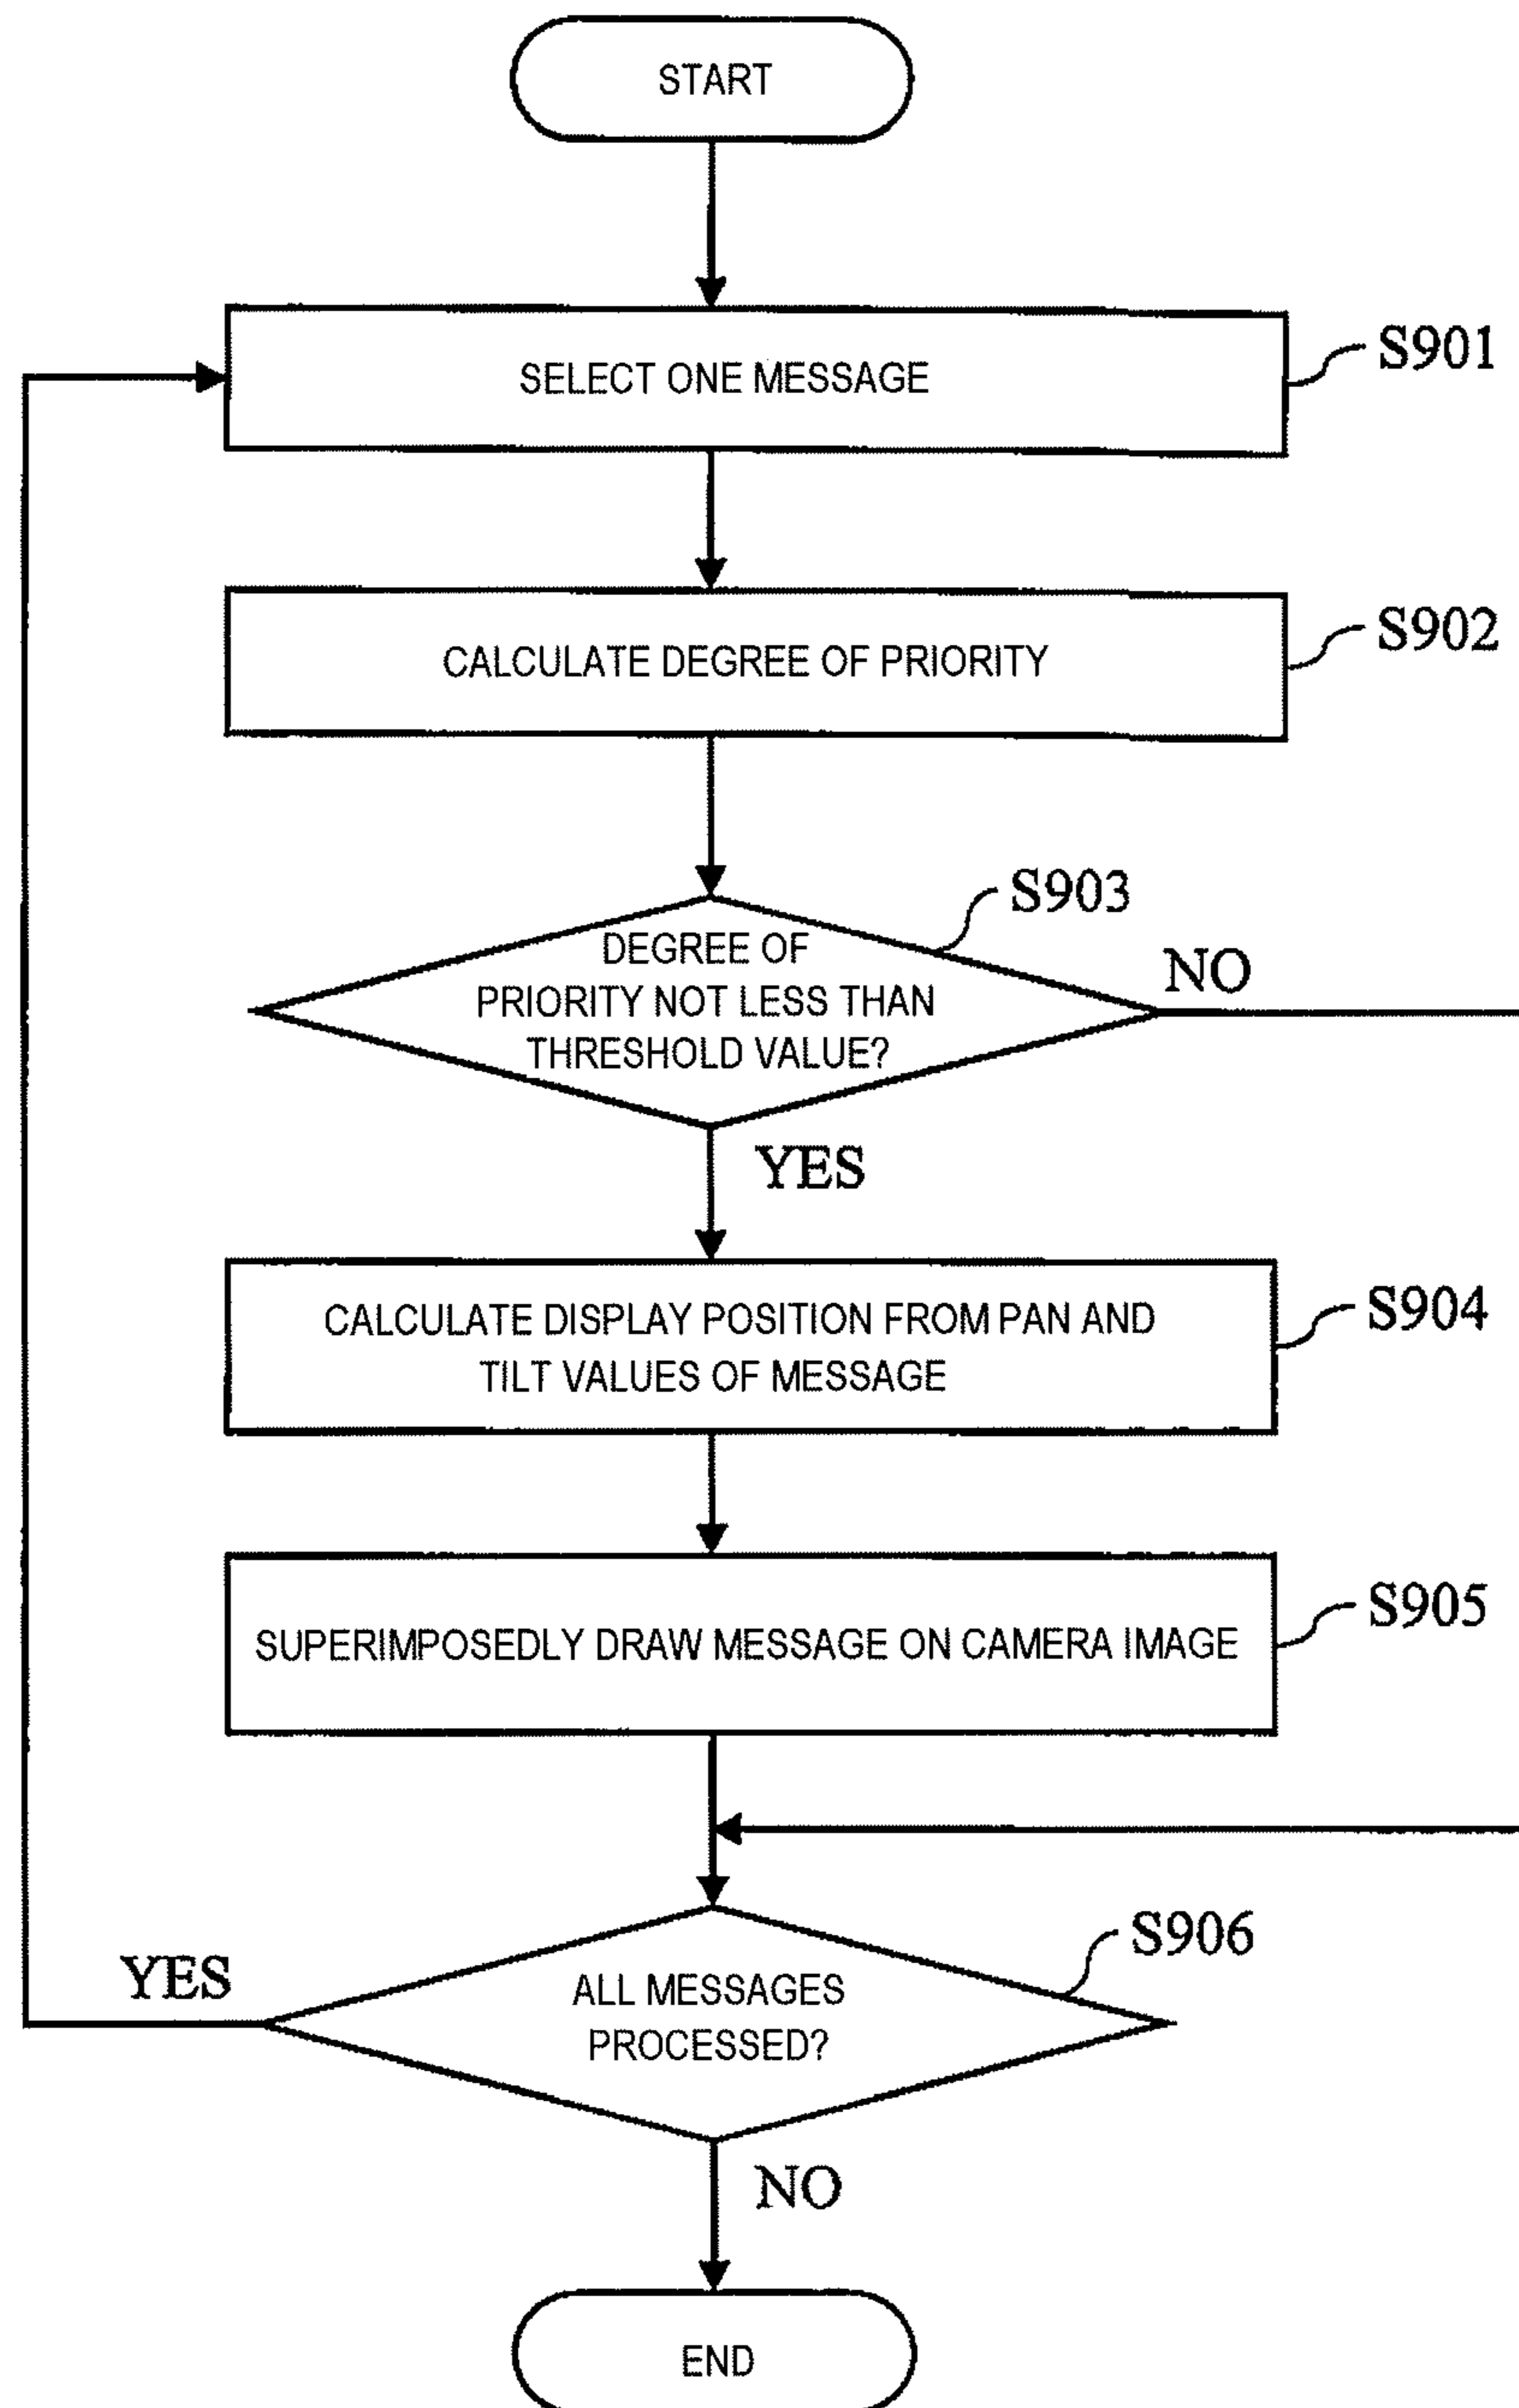 START
SELECT ONE MESSAGE
S901
CALCULATE DEGREE OF PRIORITY
S902
S903
DEGREE OF
PRIORITY NOT LESS THAN
THRESHOLD VALUE?
NO
YES
CALCULATE DISPLAY POSITION FROM PAN AND
TILT VALUES OF MESSAGE
S904
SUPERIMPOSEDLY DRAW MESSAGE ON CAMERA IMAGE
S905
S906
YES
ALL MESSAGES
PROCESSED?
NO
END